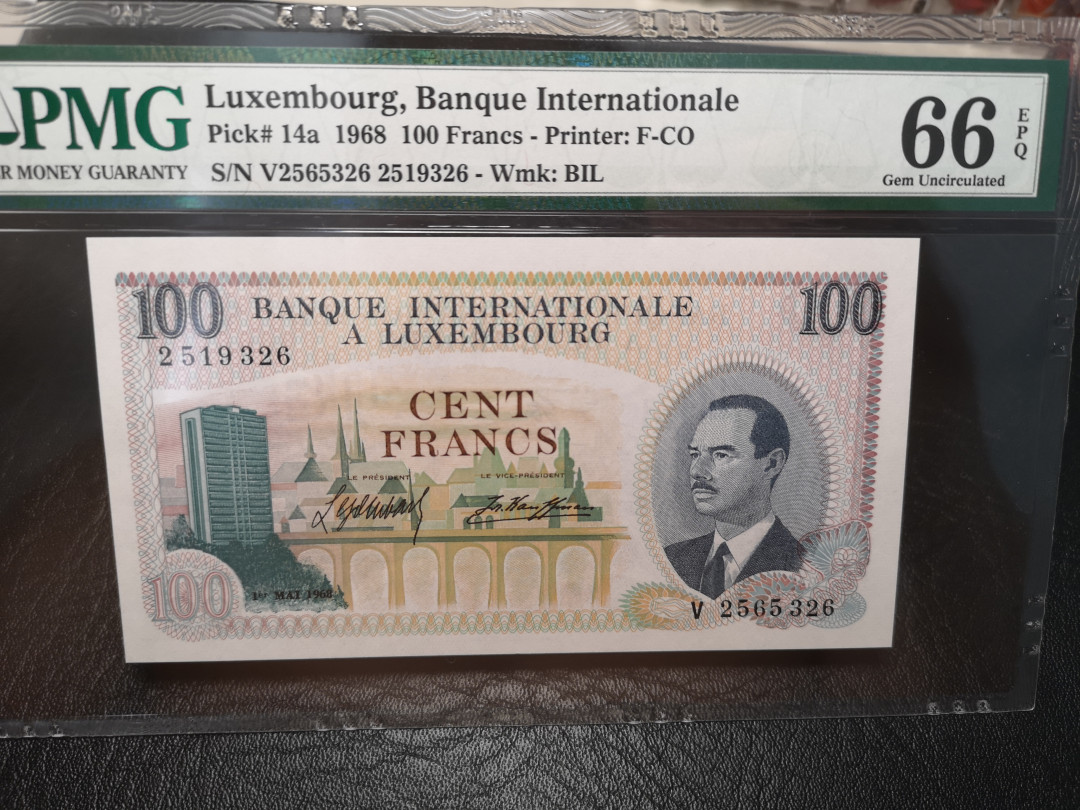 PMG
R MONEY GUARANTY
Luxembourg, Banque Internationale
Pick# 14a 1968 100 Francs - Printer: F-CO
S/N V2565326 2519326 - Wmk: BIL
66
EPQ
Gem Uncirculated
100
BANQUE INTERNATIONALE
A LUXEMBOURG
100
2519326
CENT
FRANCS
LE PRÉSIDENT
LE VICE-PRÉSIDENT
100
1er MAI 1968
V 2565326